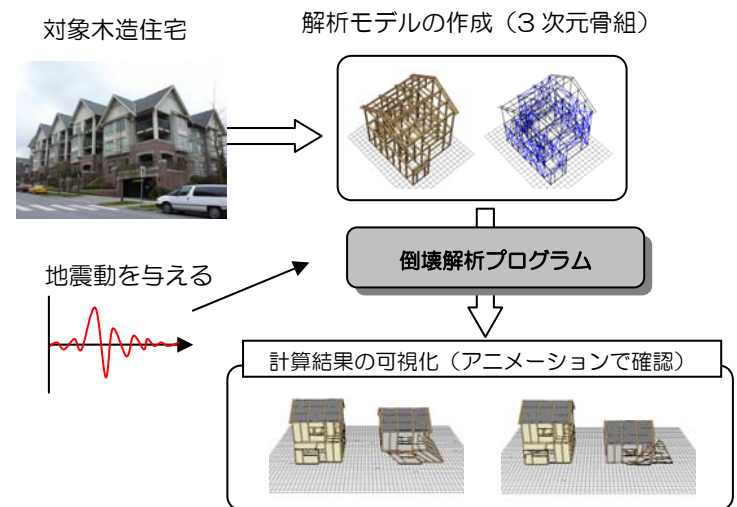 対象木造住宅
解析モデルの作成（3次元骨組）
倒壊解析プログラム
地震動を与える
計算結果の可視化（アニメーションで確認）